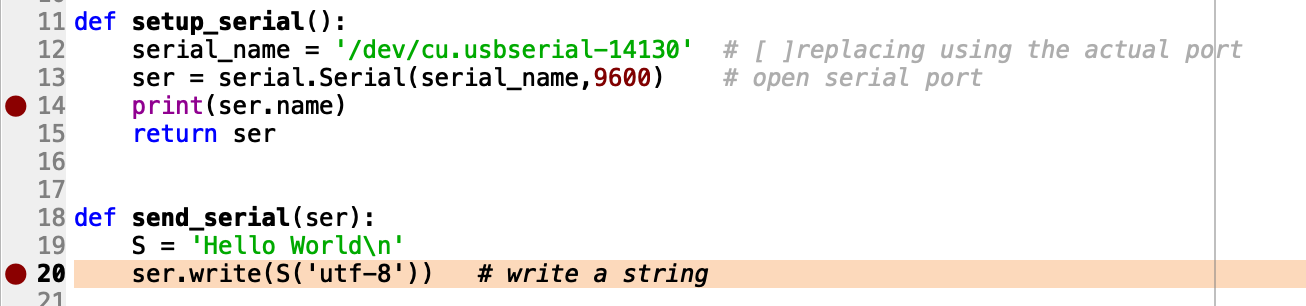 11 def setup_serial():
12     serial_name = '/dev/cu.usbserial-14130'  # [ ]replacing using the actual port
13     ser = serial.Serial(serial_name,9600)    # open serial port
14     print(ser.name)
15     return ser
16
17
18 def send_serial(ser):
19     S = 'Hello World\n'
20     ser.write(S('utf-8'))   # write a string
21